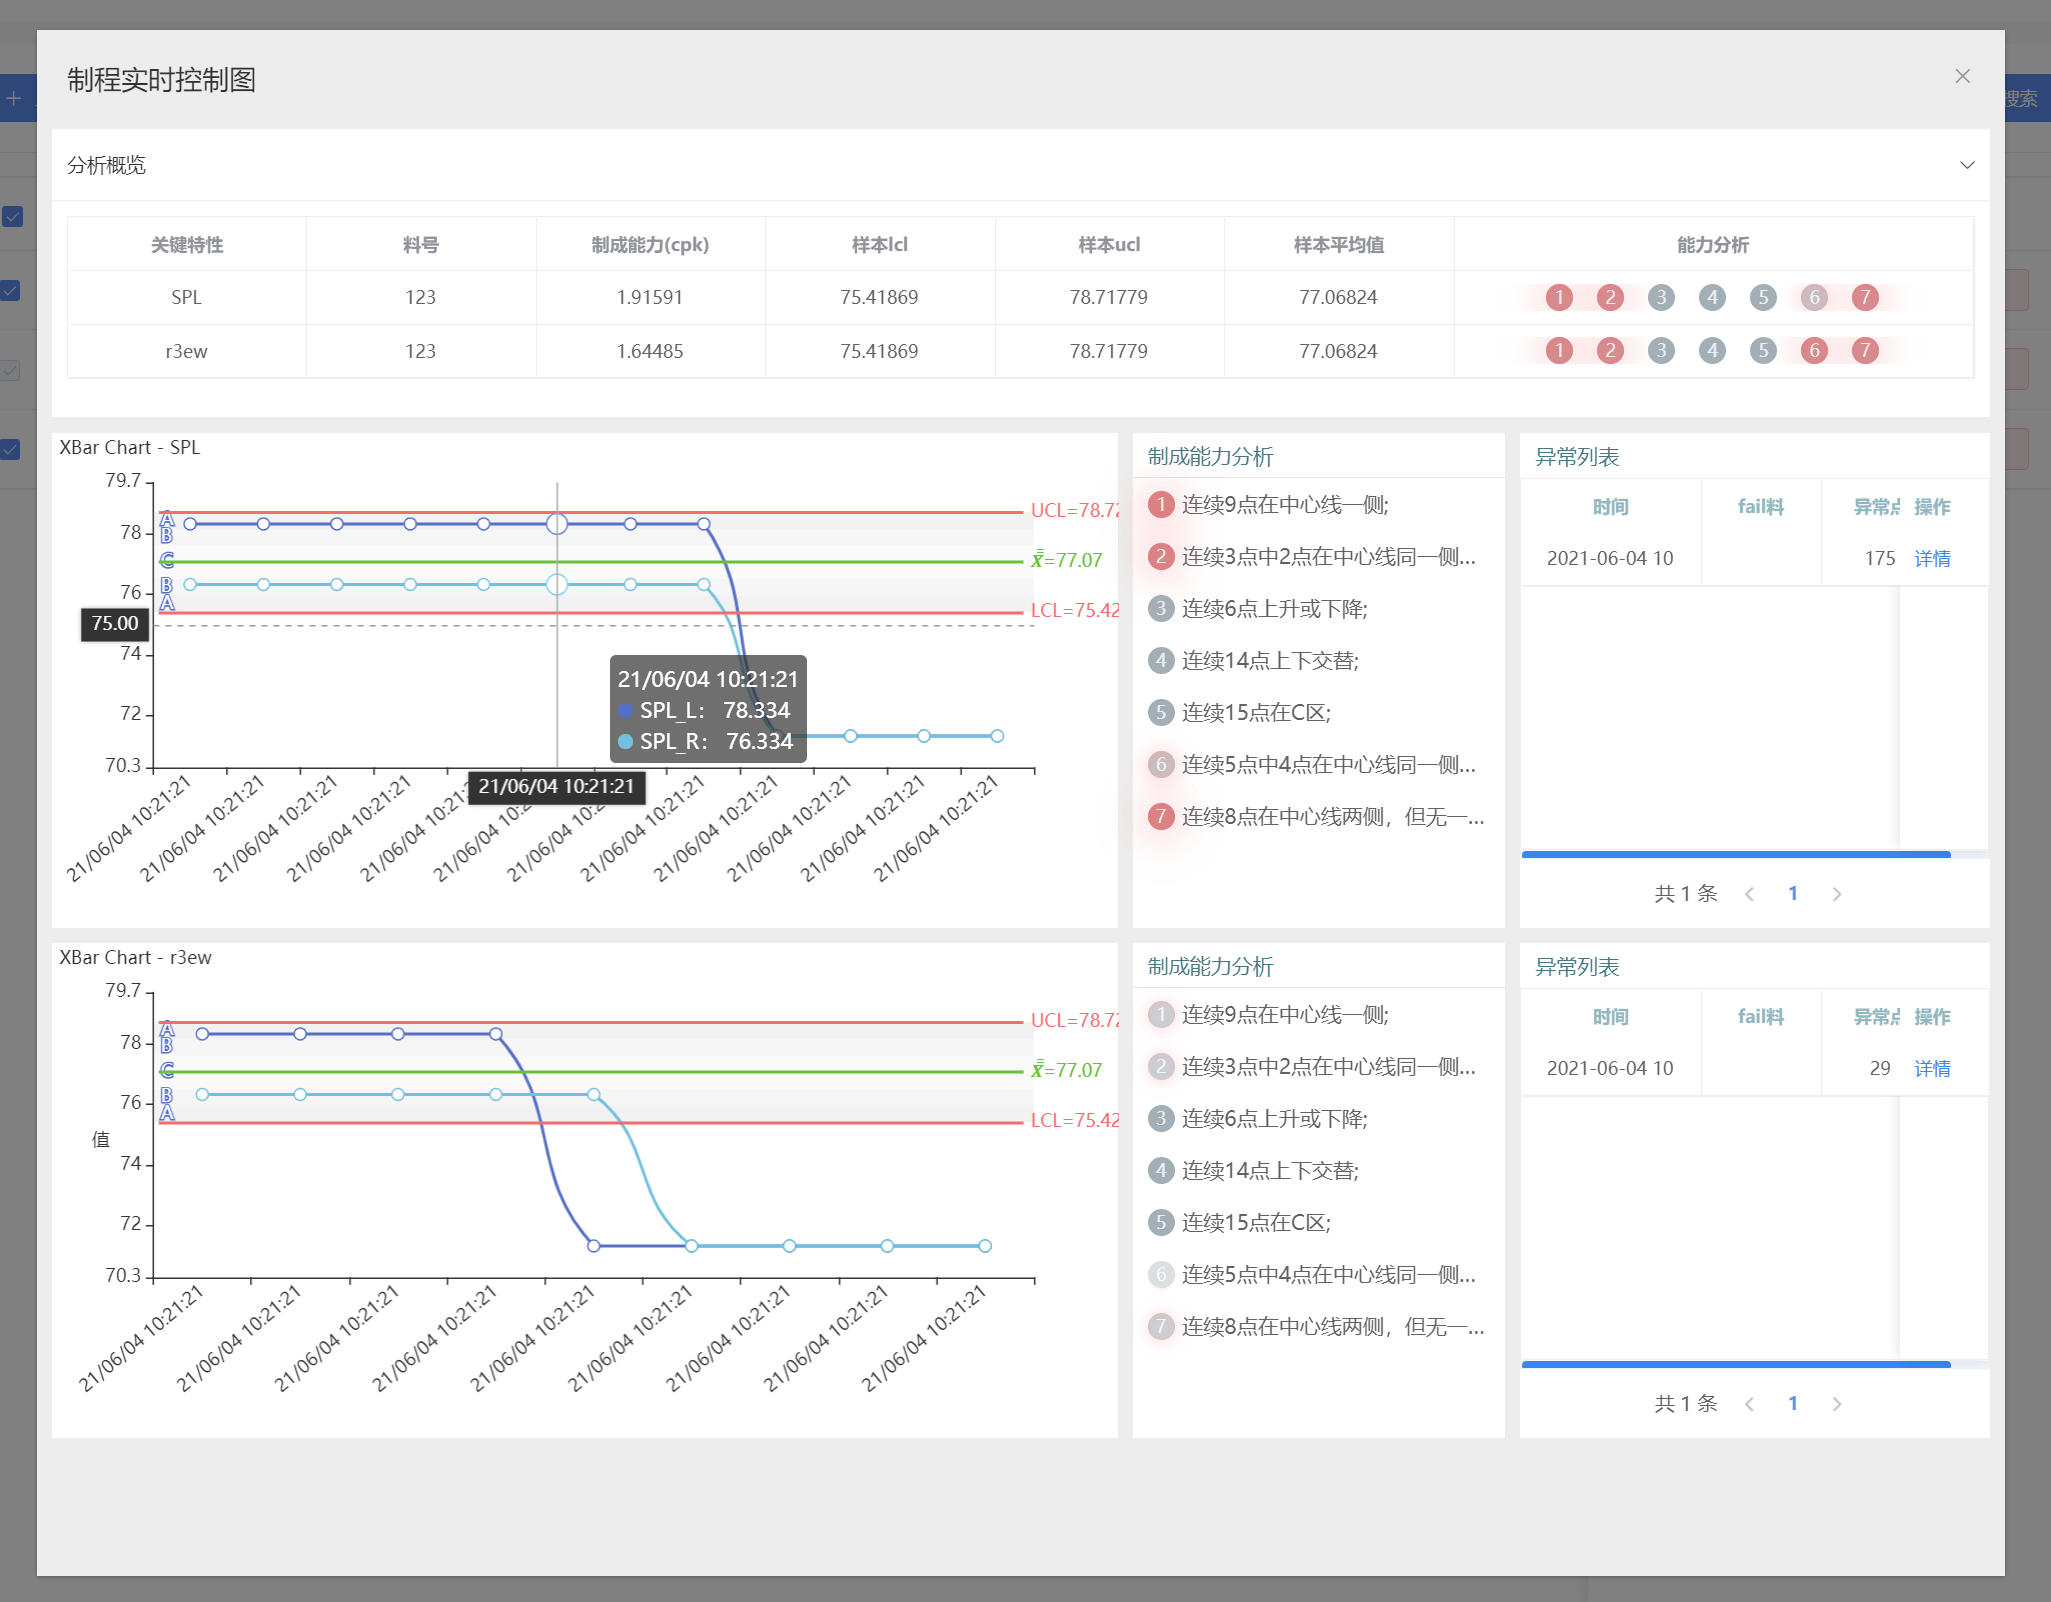 制程实时控制图
搜索
分析概览
关键特性 料号 制成能力(cpk) 样本lcl 样本ucl 样本平均值 能力分析
SPL 123 1.91591 75.41869 78.71779 77.06824 1 2 3 4 5 6 7
r3ew 123 1.64485 75.41869 78.71779 77.06824 1 2 3 4 5 6 7
XBar Chart - SPL
79.7
78
76
74
72
70.3
A
B
C
B
A
UCL=78.72
X̿=77.07
LCL=75.42
75.00
21/06/04 10:21:21
SPL_L: 78.334
SPL_R: 76.334
21/06/04 10:21:21
21/06/04 10:21:21
21/06/04 10:21:21
21/06/04 10:21:21
21/06/04 10:21:21
21/06/04 10:21:21
21/06/04 10:21:21
21/06/04 10:21:21
21/06/04 10:21:21
21/06/04 10:21:21
21/06/04 10:21:21
制成能力分析
1 连续9点在中心线一侧;
2 连续3点中2点在中心线同一侧...
3 连续6点上升或下降;
4 连续14点上下交替;
5 连续15点在C区;
6 连续5点中4点在中心线同一侧...
7 连续8点在中心线两侧，但无一...
异常列表
时间 fail料 异常点 操作
2021-06-04 10 175 详情
共 1 条 1
XBar Chart - r3ew
79.7
78
76
74
72
70.3
值
A
B
C
B
A
UCL=78.72
X̿=77.07
LCL=75.42
21/06/04 10:21:21
21/06/04 10:21:21
21/06/04 10:21:21
21/06/04 10:21:21
21/06/04 10:21:21
21/06/04 10:21:21
21/06/04 10:21:21
21/06/04 10:21:21
21/06/04 10:21:21
制成能力分析
1 连续9点在中心线一侧;
2 连续3点中2点在中心线同一侧...
3 连续6点上升或下降;
4 连续14点上下交替;
5 连续15点在C区;
6 连续5点中4点在中心线同一侧...
7 连续8点在中心线两侧，但无一...
异常列表
时间 fail料 异常点 操作
2021-06-04 10 29 详情
共 1 条 1